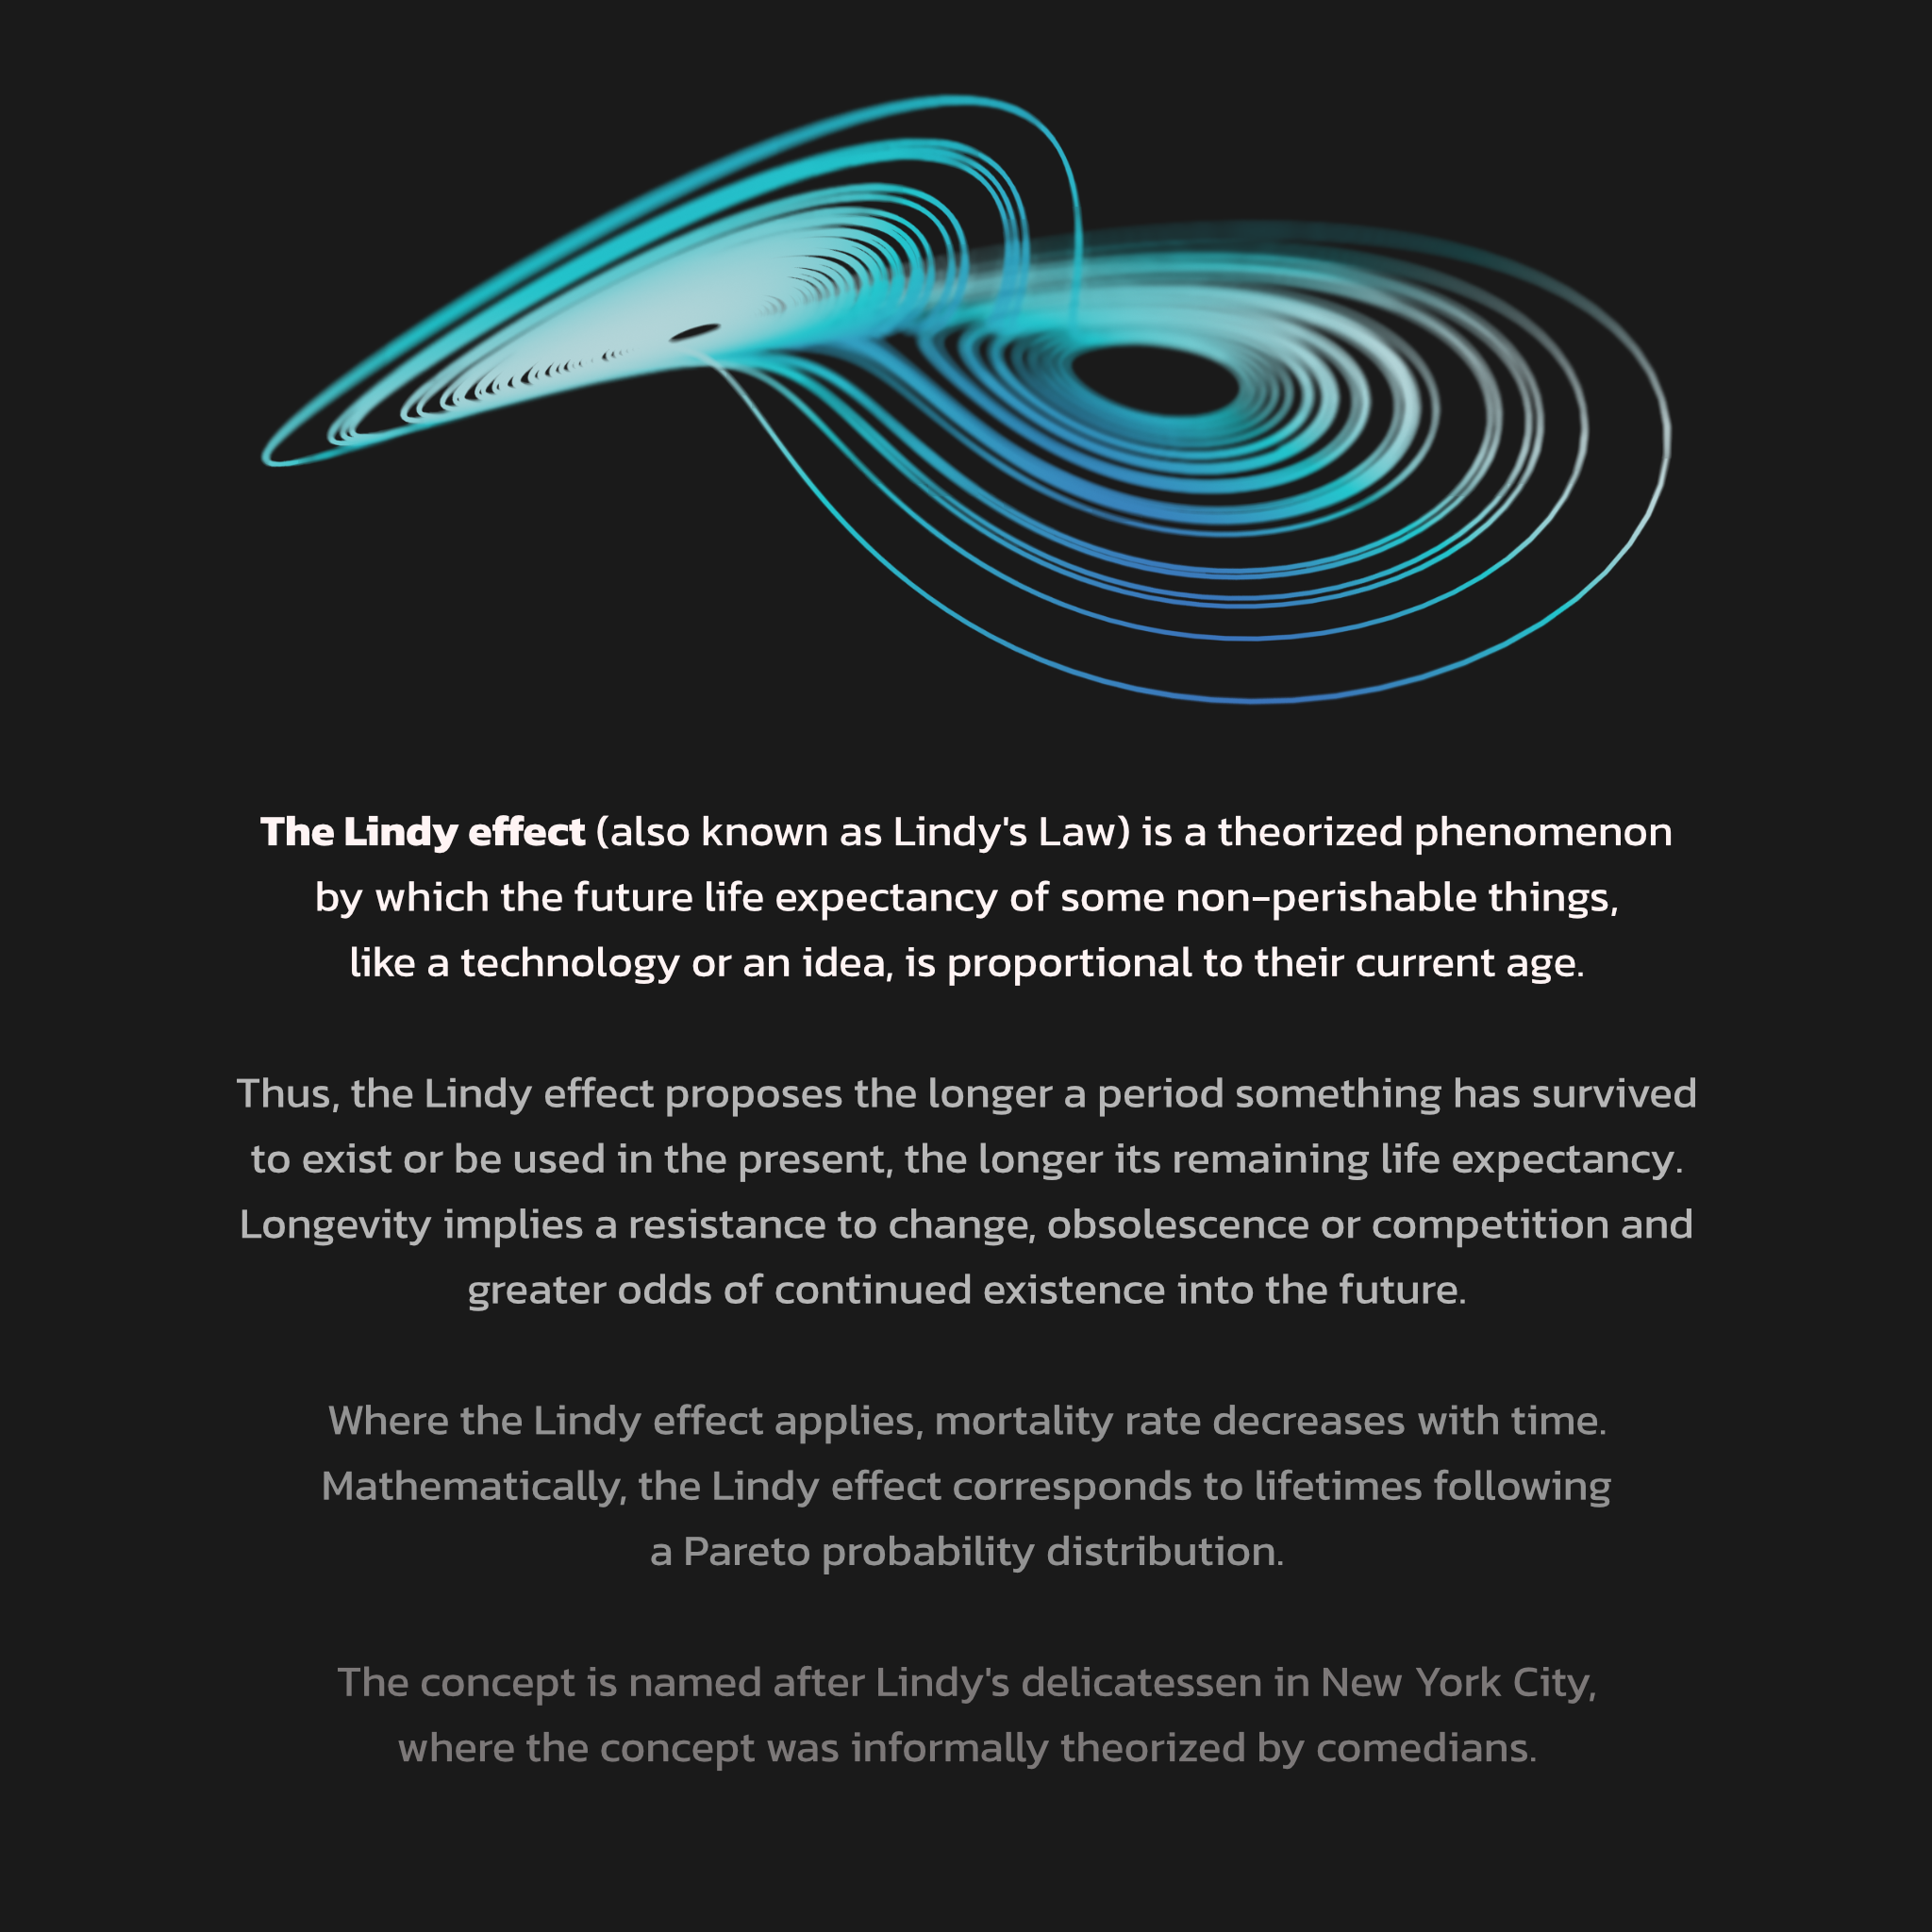 The Lindy effect (also known as Lindy's Law) is a theorized phenomenon
by which the future life expectancy of some non-perishable things,
like a technology or an idea, is proportional to their current age.
Thus, the Lindy effect proposes the longer a period something has survived
to exist or be used in the present, the longer its remaining life expectancy.
Longevity implies a resistance to change, obsolescence or competition and
greater odds of continued existence into the future.
Where the Lindy effect applies, mortality rate decreases with time.
Mathematically, the Lindy effect corresponds to lifetimes following
a Pareto probability distribution.
The concept is named after Lindy's delicatessen in New York City,
where the concept was informally theorized by comedians.